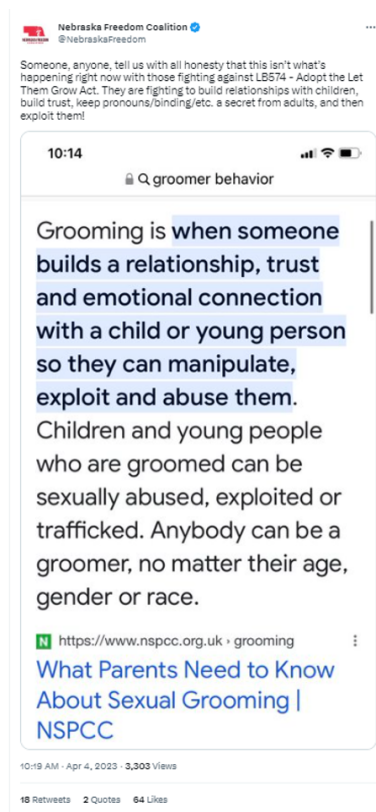 Nebraska Freedom Coalition
@NebraskaFreedom
Someone, anyone, tell us with all honesty that this isn't what's
happening right now with those fighting against LB574 - Adopt the Let
Them Grow Act. They are fighting to build relationships with children,
build trust, keep pronouns/binding/etc. a secret from adults, and then
exploit them!
10:14
groomer behavior
Grooming is when someone
builds a relationship, trust
and emotional connection
with a child or young person
so they can manipulate,
exploit and abuse them.
Children and young people
who are groomed can be
sexually abused, exploited or
trafficked. Anybody can be a
groomer, no matter their age,
gender or race.
N https://www.nspcc.org.uk › grooming
What Parents Need to Know
About Sexual Grooming |
NSPCC
10:19 AM · Apr 4, 2023 · 3,303 Views
18 Retweets 2 Quotes 64 Likes